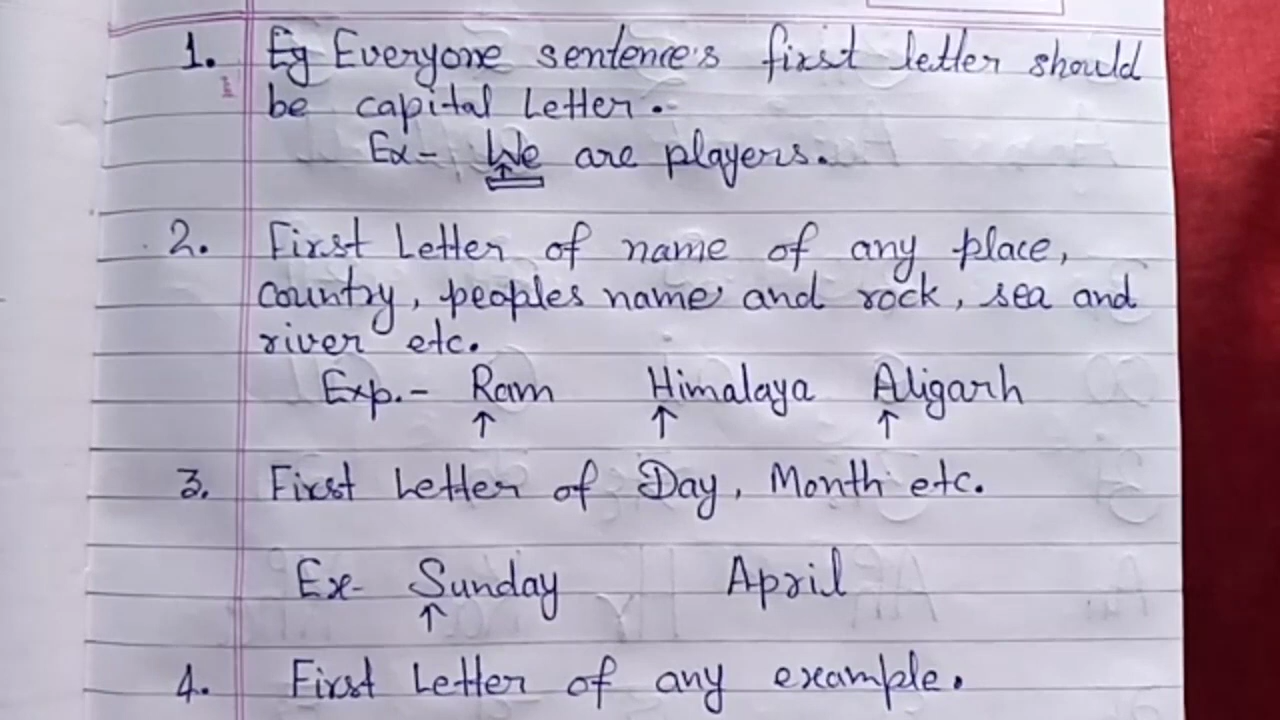 1. Eg Everyone sentence's first letter should
be capital Letter.
Ex- We are players.
2. First Letter of name of any place,
country, peoples name and rock, sea and
river etc.
Exp.- Ram Himalaya Aligarh
3. First Letter of Day, Month etc.
Ex- Sunday April
4. First Letter of any example.